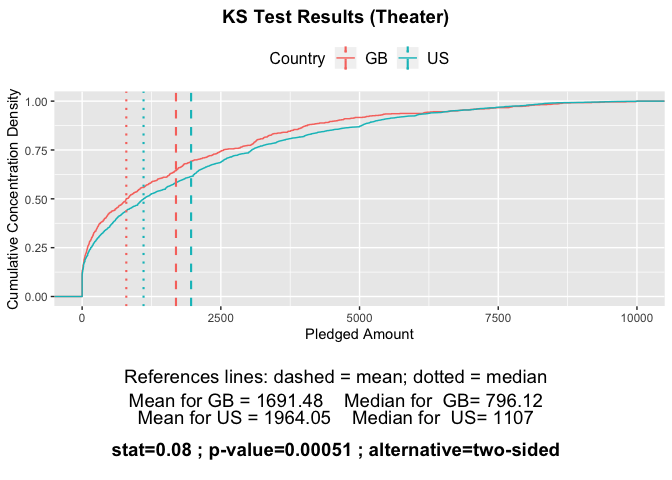 KS Test Results (Theater)
Country GB US
Cumulative Concentration Density
1.00
0.75
0.50
0.25
0.00
0 2500 5000 7500 10000
Pledged Amount
References lines: dashed = mean; dotted = median
Mean for GB = 1691.48 Median for GB= 796.12
Mean for US = 1964.05 Median for US= 1107
stat=0.08 ; p-value=0.00051 ; alternative=two-sided